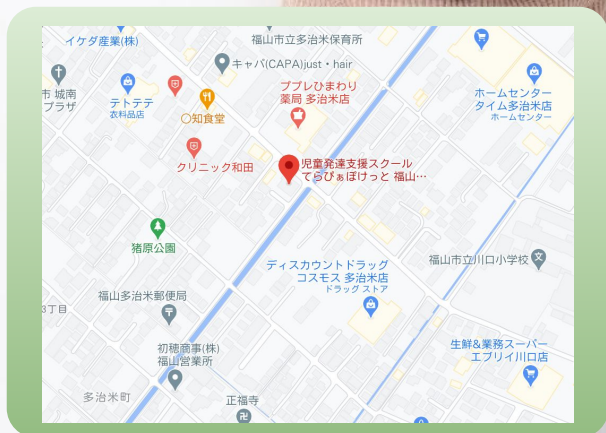 イケダ産業(株)
福山市立多治米保育所
キャパ(CAPA)just・hair
市 城南
プラザ
テトテテ
衣料品店
〇知食堂
ププレひまわり
薬局 多治米店
ホームセンター
タイム多治米店
ホームセンター
クリニック和田
児童発達支援スクール
てらぴぁぽけっと 福山…
猪原公園
ディスカウントドラッグ
コスモス 多治米店
ドラッグ ストア
福山市立川口小学校
文
福山多治米郵便局
3丁目
初穂商事(株)
福山営業所
生鮮&業務スーパー
エブリイ川口店
多治米町
正福寺